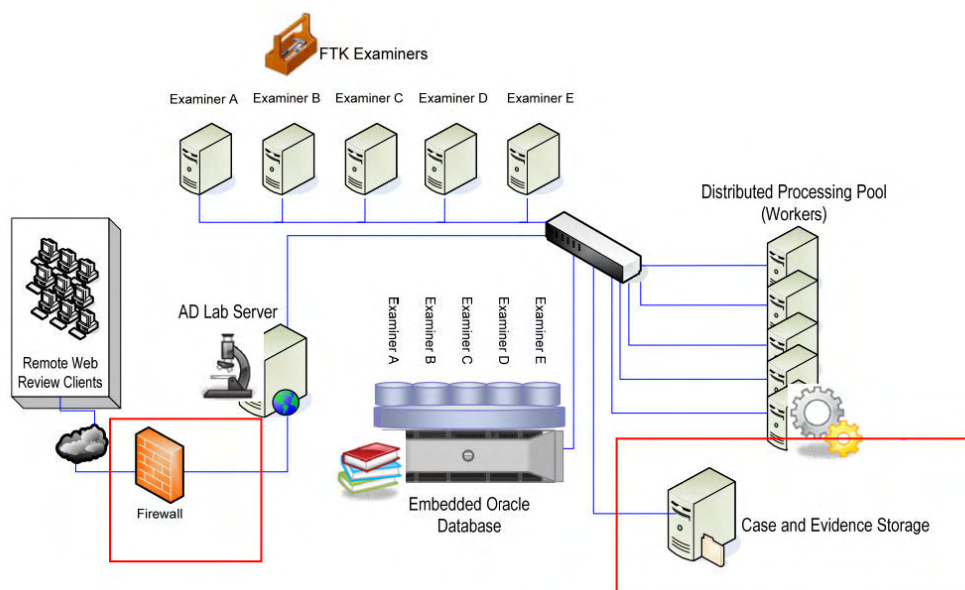 FTK Examiners
Examiner A
Examiner B
Examiner C
Examiner D
Examiner E
Distributed Processing Pool
(Workers)
Remote Web
Review Clients
AD Lab Server
Examiner A
Examiner B
Examiner C
Examiner D
Examiner E
Firewall
Embedded Oracle
Database
Case and Evidence Storage